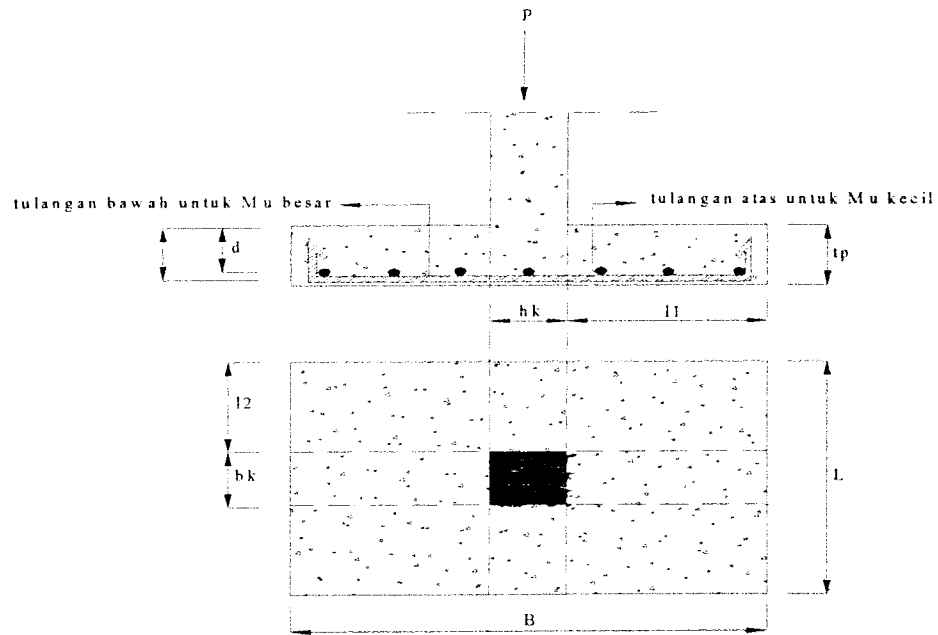 P
tulangan bawah untuk Mu besar
tulangan atas untuk Mu kecil
d
tp
hk
l1
l2
bk
L
B